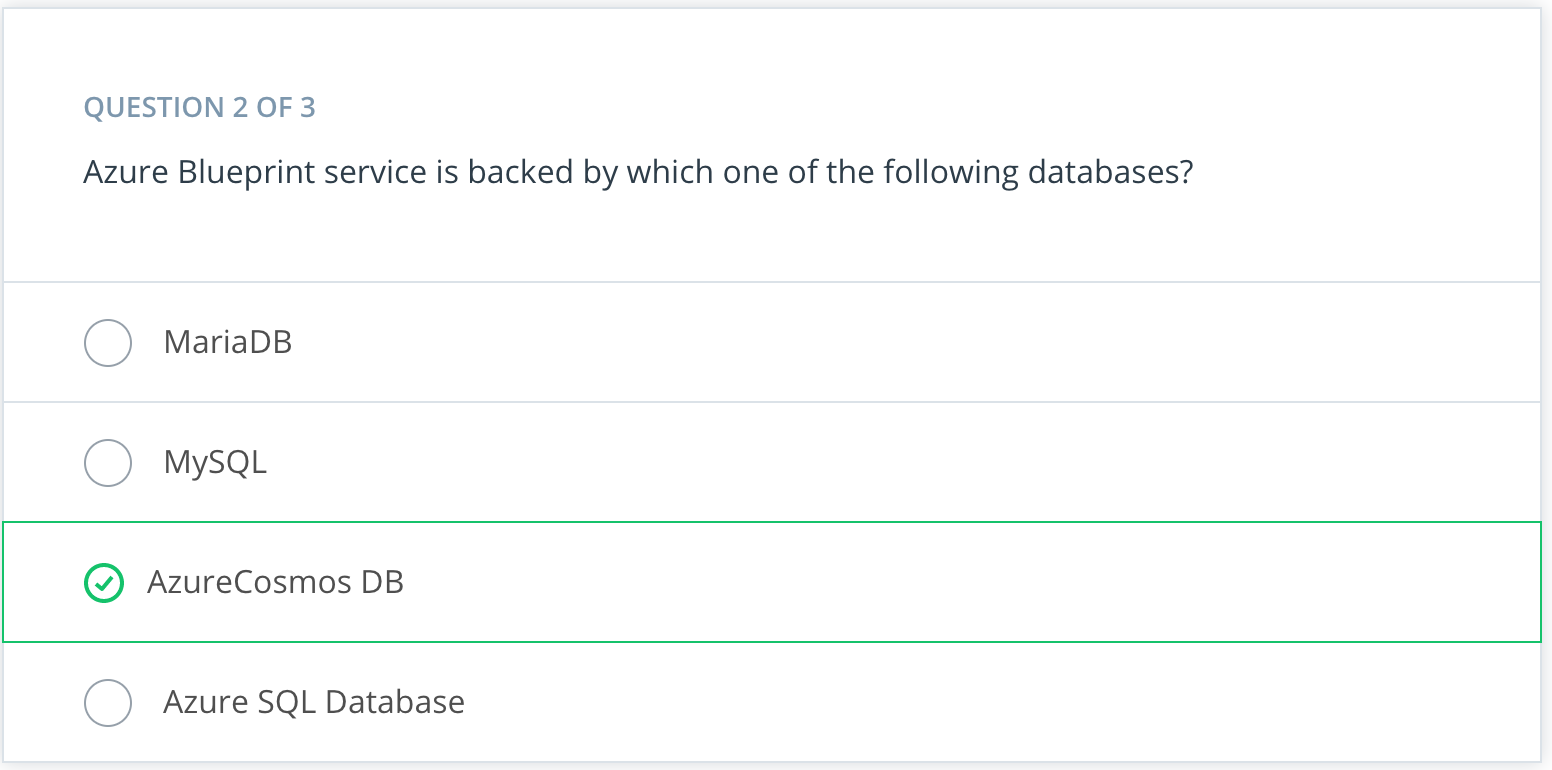 QUESTION 2 OF 3
Azure Blueprint service is backed by which one of the following databases?
MariaDB
MySQL
AzureCosmos DB
Azure SQL Database